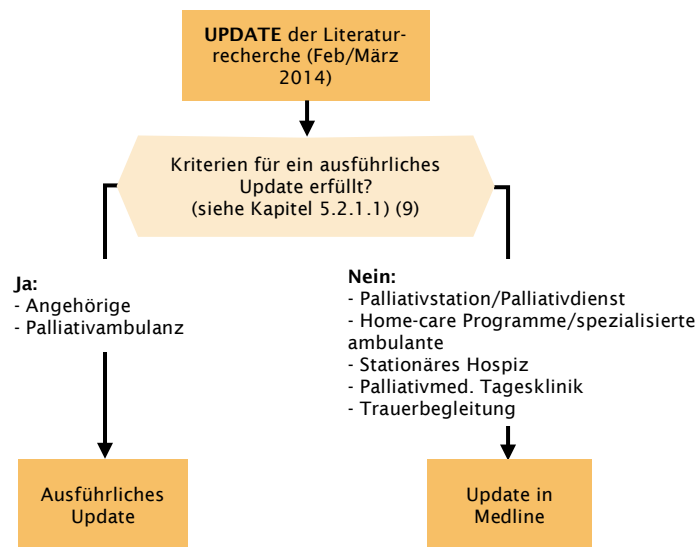 UPDATE der Literatur-
recherche (Feb/März
2014)
Kriterien für ein ausführliches
Update erfüllt?
(siehe Kapitel 5.2.1.1) (9)
Ja:
- Angehörige
- Palliativambulanz
Nein:
- Palliativstation/Palliativdienst
- Home-care Programme/spezialisierte
ambulante
- Stationäres Hospiz
- Palliativmed. Tagesklinik
- Trauerbegleitung
Ausführliches
Update
Update in
Medline